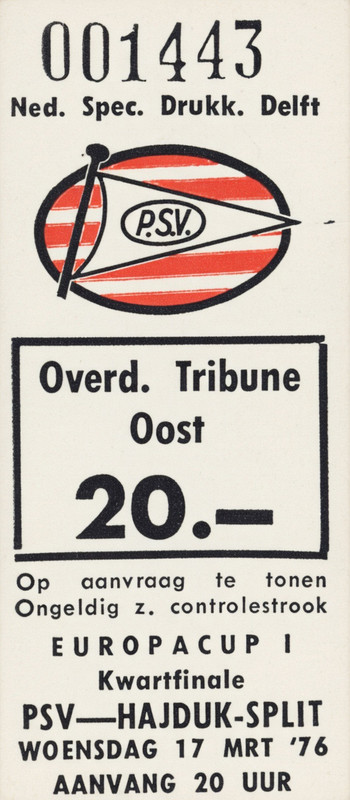 001443
Ned. Spec. Drukk. Delft
P.S.V.
Overd. Tribune
Oost
20.—
Op aanvraag te tonen
Ongeldig z. controlestrook
EUROPACUP I
Kwartfinale
PSV—HAJDUK-SPLIT
WOENSDAG 17 MRT '76
AANVANG 20 UUR